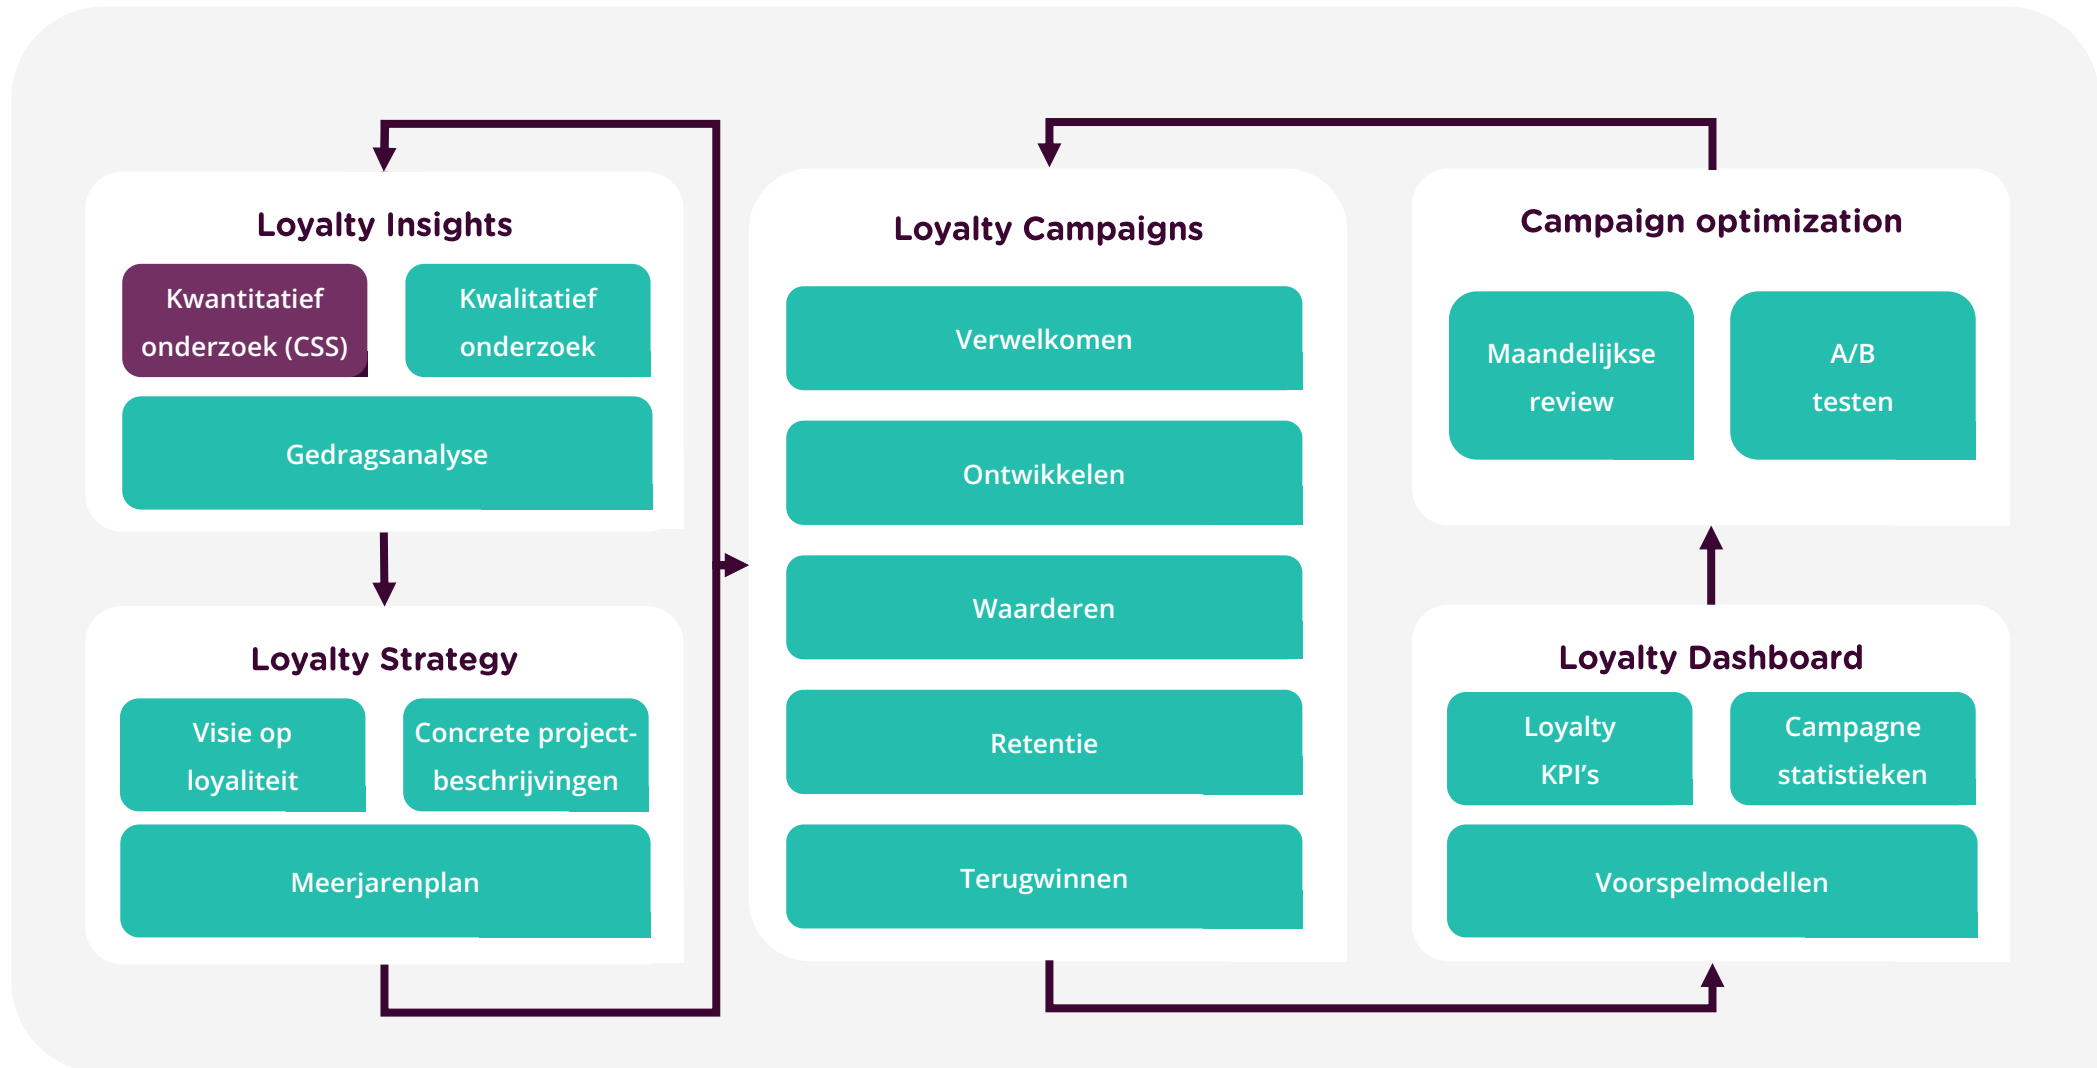 Loyalty Insights
Kwantitatief
onderzoek (CSS)
Kwalitatief
onderzoek
Gedragsanalyse
Loyalty Strategy
Visie op
loyaliteit
Concrete project-
beschrijvingen
Meerjarenplan
Loyalty Campaigns
Verwelkomen
Ontwikkelen
Waarderen
Retentie
Terugwinnen
Campaign optimization
Maandelijkse
review
A/B
testen
Loyalty Dashboard
Loyalty
KPI’s
Campagne
statistieken
Voorspelmodellen